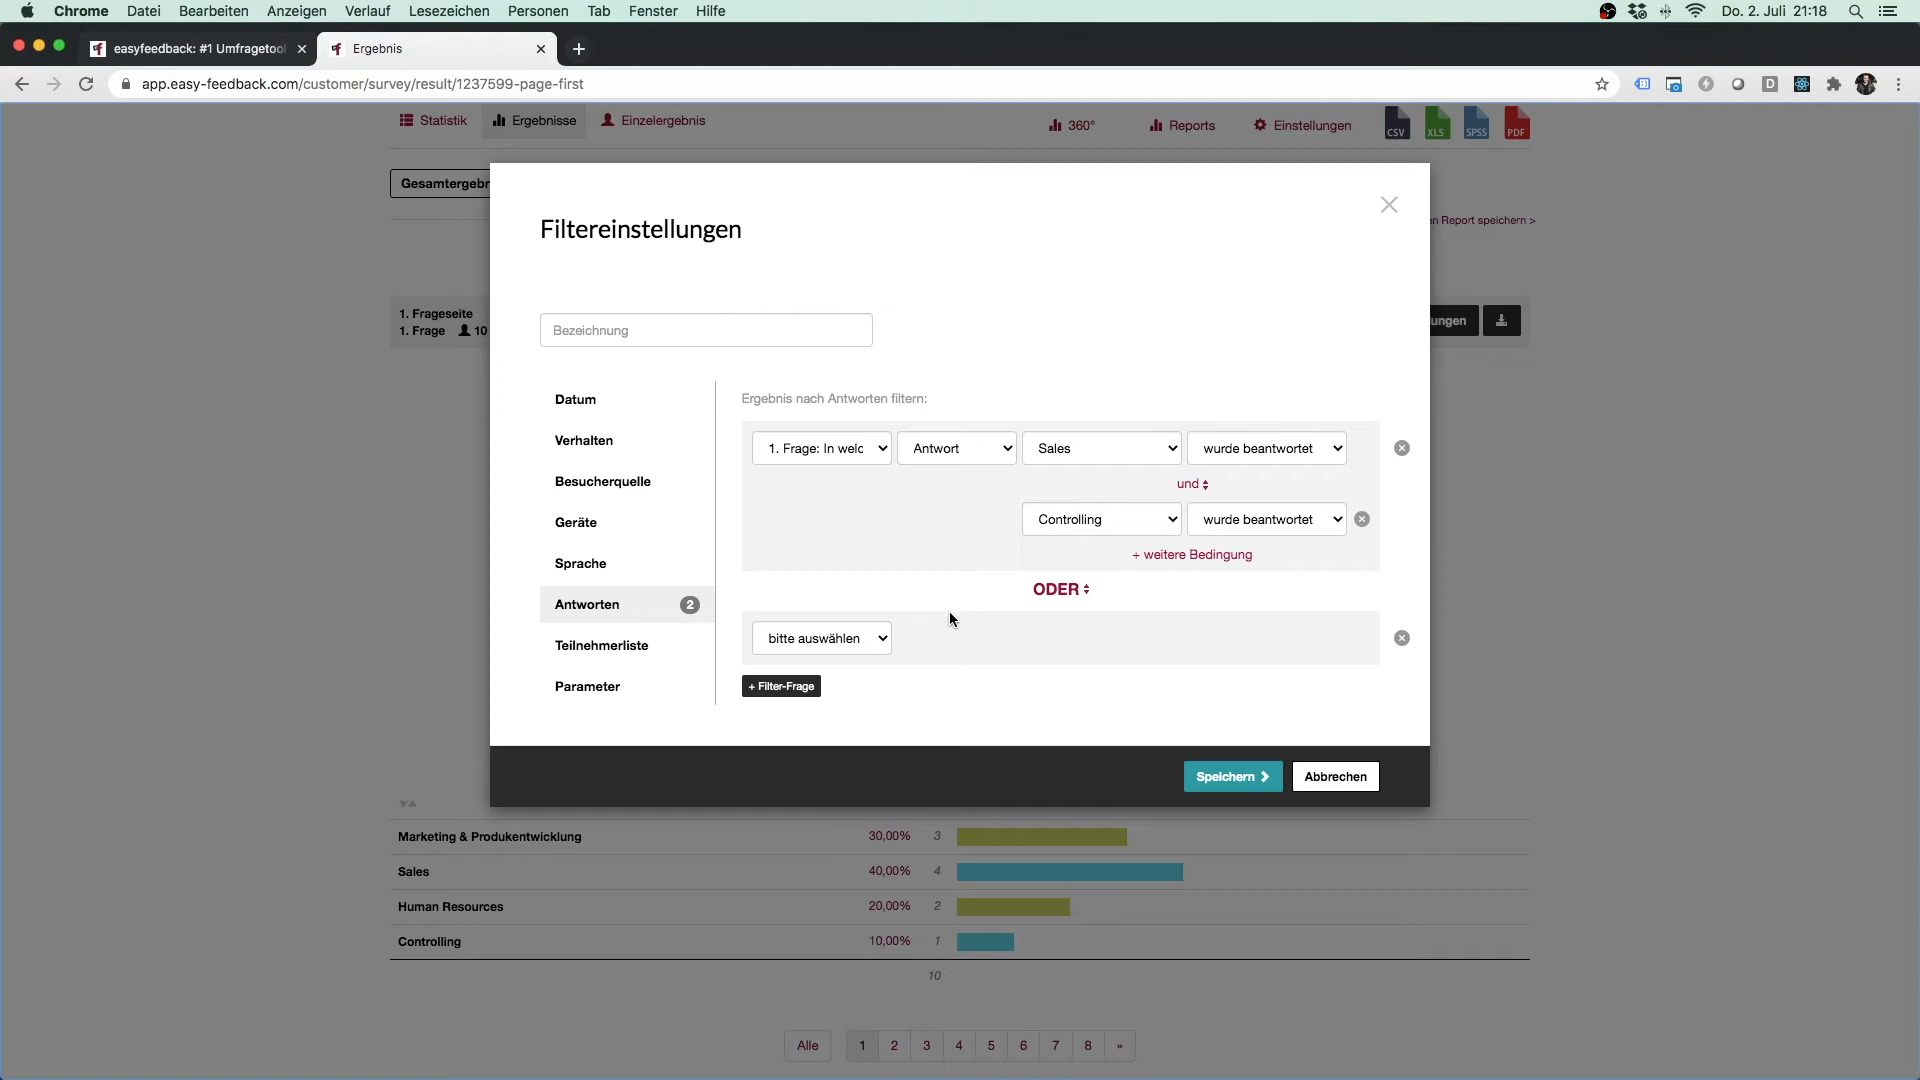 Chrome Datei Bearbeiten Anzeigen Verlauf Lesezeichen Personen Tab Fenster Hilfe Do. 2. Juli 21:18
easyfeedback: #1 Umfragetool Ergebnis
app.easy-feedback.com/customer/survey/result/1237599-page-first
Statistik Ergebnisse Einzelergebnis 360° Reports Einstellungen CSV XLS SPSS PDF
Gesamtergebn
en Report speichern >
Filtereinstellungen
1. Frageseite
1. Frage 10
ungen
Bezeichnung
Datum
Verhalten
Besucherquelle
Geräte
Sprache
Antworten 2
Teilnehmerliste
Parameter
Ergebnis nach Antworten filtern:
1. Frage: In welc Antwort Sales wurde beantwortet
und
Controlling wurde beantwortet
+ weitere Bedingung
ODER
bitte auswählen
+ Filter-Frage
Speichern Abbrechen
Marketing & Produkentwicklung 30,00% 3
Sales 40,00% 4
Human Resources 20,00% 2
Controlling 10,00% 1
10
Alle 1 2 3 4 5 6 7 8 »